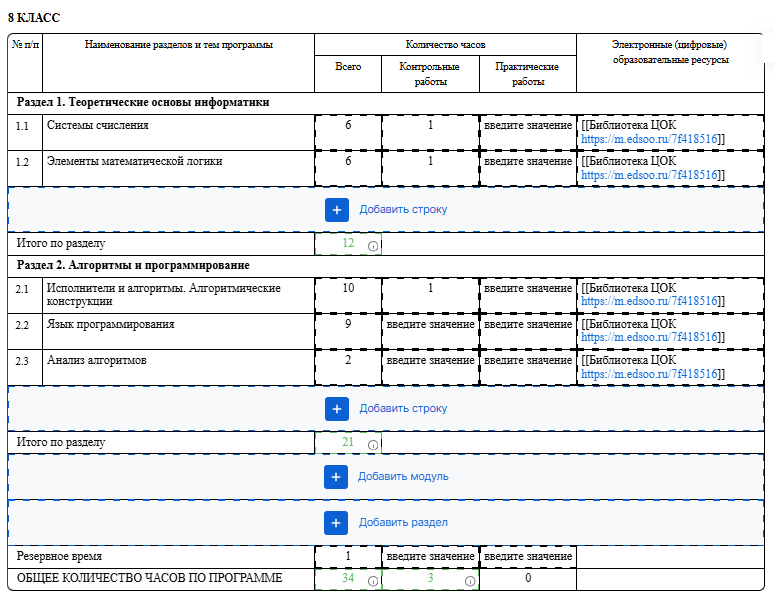 8 КЛАСС
№ п/п Наименование разделов и тем программы Количество часов Электронные (цифровые) образовательные ресурсы
Всего Контрольные работы Практические работы
Раздел 1. Теоретические основы информатики
1.1 Системы счисления 6 1 введите значение [[Библиотека ЦОК
https://m.edsoo.ru/7f418516]]
1.2 Элементы математической логики 6 1 введите значение [[Библиотека ЦОК
https://m.edsoo.ru/7f418516]]
+ Добавить строку
Итого по разделу 12
Раздел 2. Алгоритмы и программирование
2.1 Исполнители и алгоритмы. Алгоритмические конструкции 10 1 введите значение [[Библиотека ЦОК
https://m.edsoo.ru/7f418516]]
2.2 Язык программирования 9 введите значение введите значение [[Библиотека ЦОК
https://m.edsoo.ru/7f418516]]
2.3 Анализ алгоритмов 2 введите значение введите значение [[Библиотека ЦОК
https://m.edsoo.ru/7f418516]]
+ Добавить строку
Итого по разделу 21
+ Добавить модуль
+ Добавить раздел
Резервное время 1 введите значение введите значение
ОБЩЕЕ КОЛИЧЕСТВО ЧАСОВ ПО ПРОГРАММЕ 34 3 0